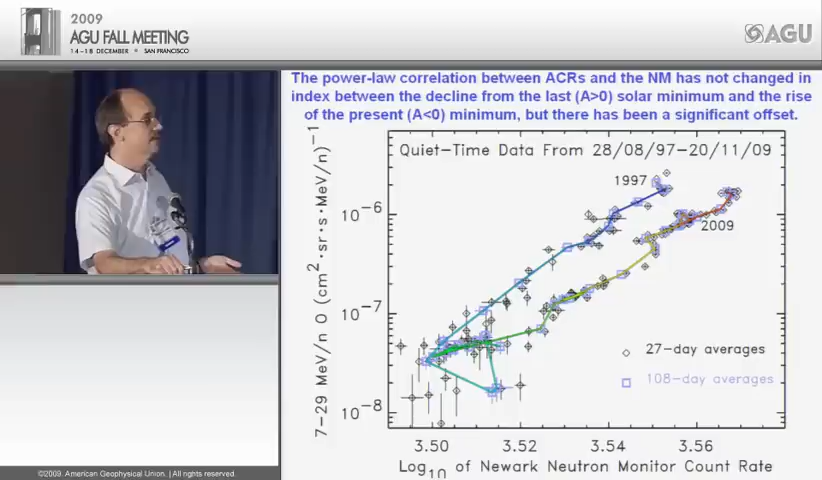 2009
AGU FALL MEETING
14-18 DECEMBER • SAN FRANCISCO
AGU
The power-law correlation between ACRs and the NM has not changed in
index between the decline from the last (A>0) solar minimum and the rise
of the present (A<0) minimum, but there has been a significant offset.
Quiet-Time Data From 28/08/97-20/11/09
1997
2009
27-day averages
108-day averages
7-29 MeV/n O (cm²·sr·s·MeV/n)⁻¹
10⁻⁶
10⁻⁷
10⁻⁸
3.50 3.52 3.54 3.56
Log₁₀ of Newark Neutron Monitor Count Rate
©2009. American Geophysical Union. | All rights reserved.